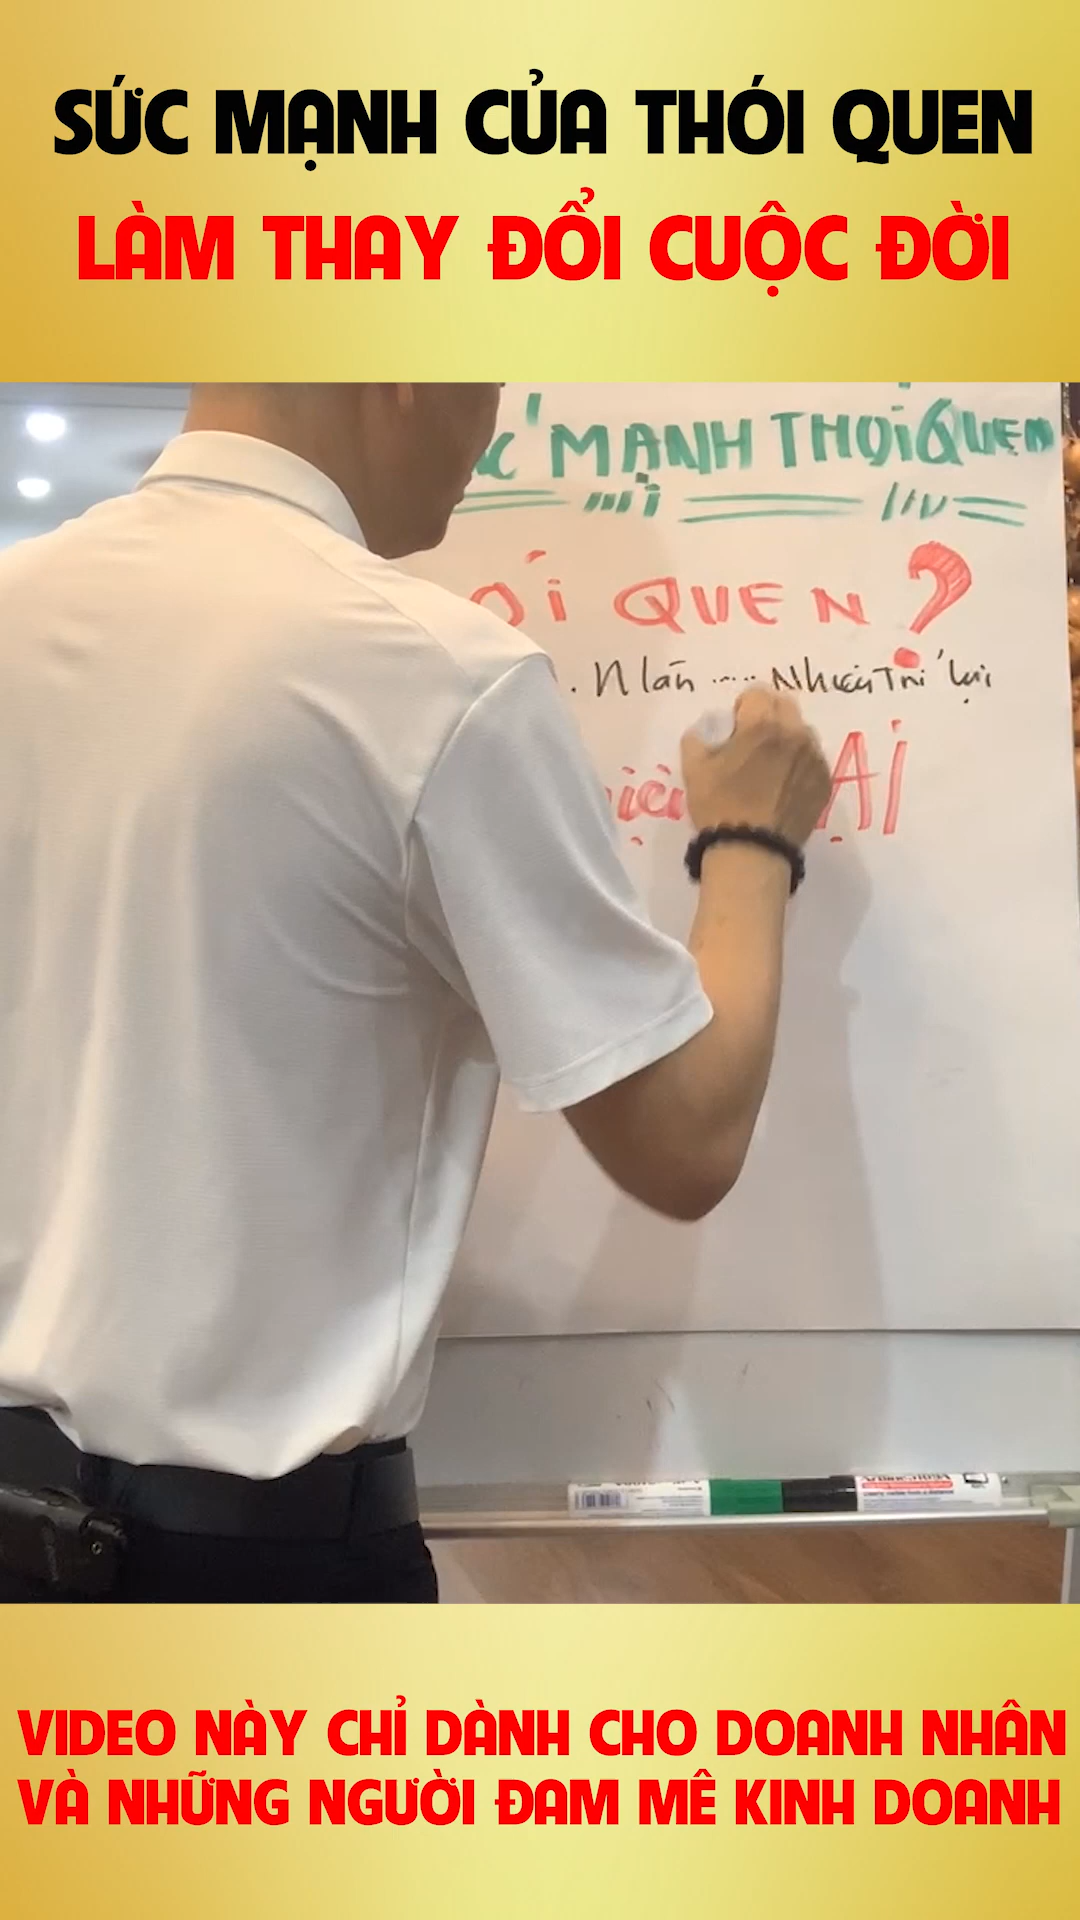 SỨC MẠNH CỦA THÓI QUEN
LÀM THAY ĐỔI CUỘC ĐỜI
MẠNH THÓI QUEN
QUEN?
. N lần ..... Nhiều
VIDEO NÀY CHỈ DÀNH CHO DOANH NHÂN
VÀ NHỮNG NGƯỜI ĐAM MÊ KINH DOANH